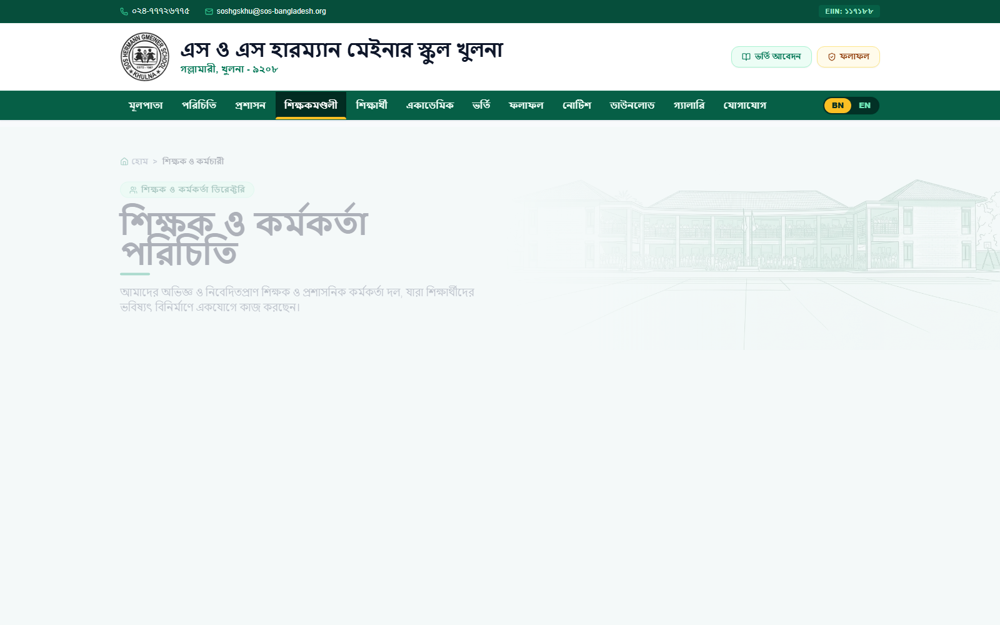 ০২৪-৭৭৭২৬৭৭৫
soshgskhu@sos-bangladesh.org
EIIN: ১১৭১৮৮
SOS HERMANN GMEINER SCHOOL
ESTD - 1987
KHULNA
এস ও এস হারম্যান মেইনার স্কুল খুলনা
গল্লামারী, খুলনা - ৯২০৮
ভর্তি আবেদন
ফলাফল
মূলপাতা পরিচিতি প্রশাসন শিক্ষকমণ্ডলী শিক্ষার্থী একাডেমিক ভর্তি ফলাফল নোটিশ ডাউনলোড গ্যালারি যোগাযোগ BN EN
হোম > শিক্ষক ও কর্মচারী
শিক্ষক ও কর্মকর্তা ডিরেক্টরি
শিক্ষক ও কর্মকর্তা
পরিচিতি
আমাদের অভিজ্ঞ ও নিবেদিতপ্রাণ শিক্ষক ও প্রশাসনিক কর্মকর্তা দল, যারা শিক্ষার্থীদের
ভবিষ্যৎ বিনির্মাণে একযোগে কাজ করছেন।